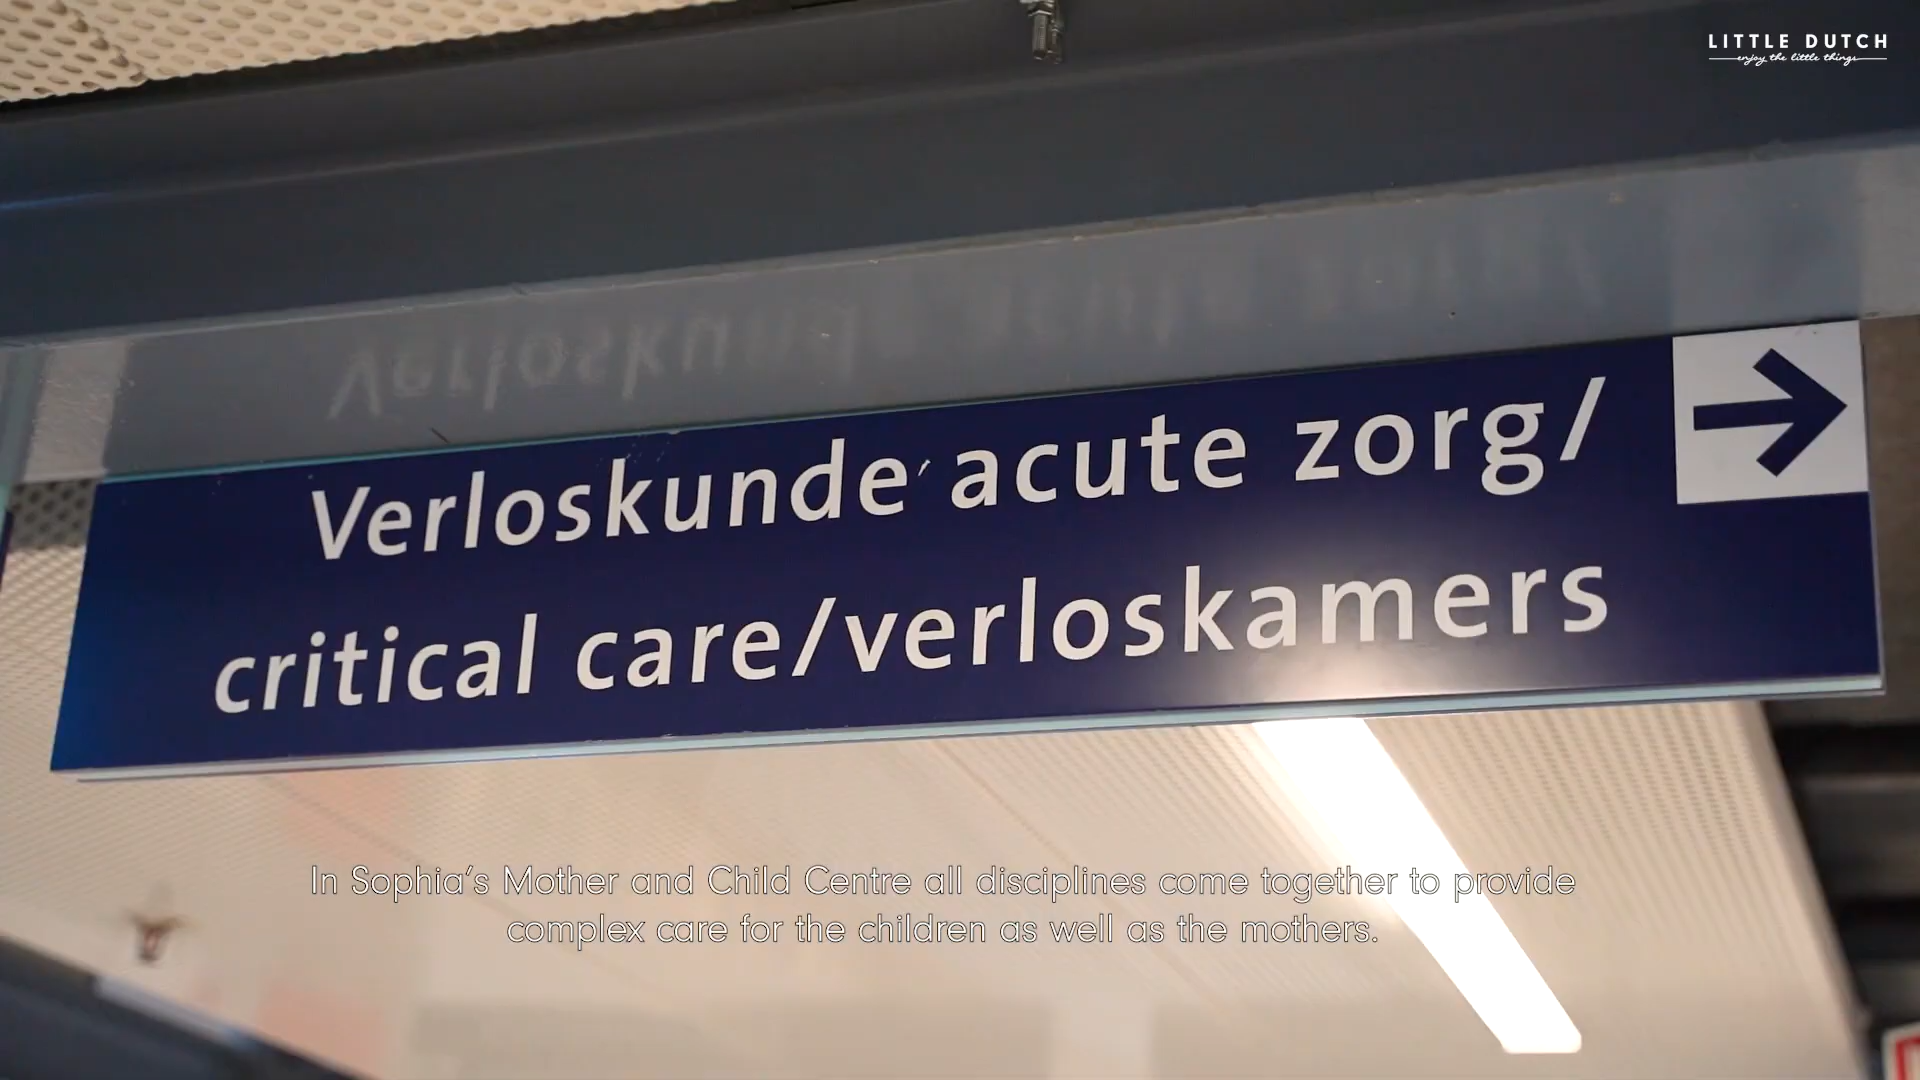 LITTLE DUTCH
enjoy the little things
Verloskunde acute zorg/
critical care/verloskamers
In Sophia's Mother and Child Centre all disciplines come together to provide
complex care for the children as well as the mothers.